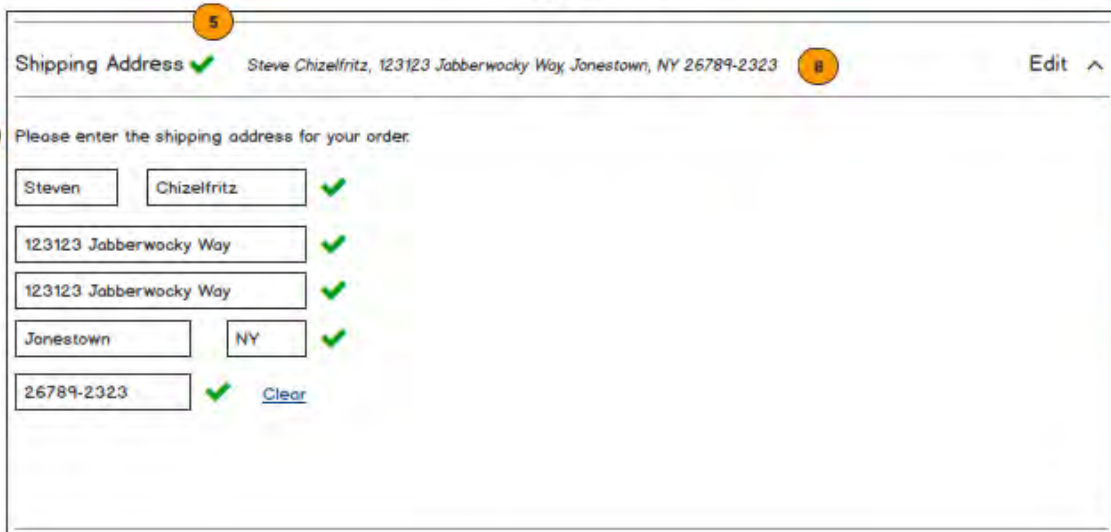 5
Shipping Address Steve Chizelfritz, 123123 Jabberwocky Way, Jonestown, NY 26789-2323 8 Edit
Please enter the shipping address for your order.
Steven Chizelfritz
123123 Jabberwocky Way
123123 Jabberwocky Way
Jonestown NY
26789-2323 Clear